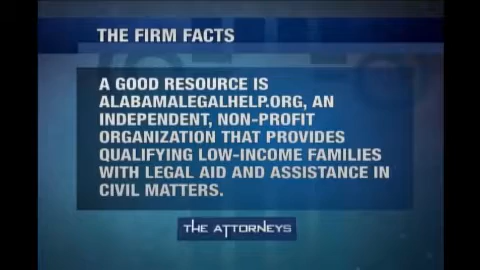 THE FIRM FACTS
A GOOD RESOURCE IS
ALABAMALEGALHELP.ORG, AN
INDEPENDENT, NON-PROFIT
ORGANIZATION THAT PROVIDES
QUALIFYING LOW-INCOME FAMILIES
WITH LEGAL AID AND ASSISTANCE IN
CIVIL MATTERS.
THE ATTORNEYS